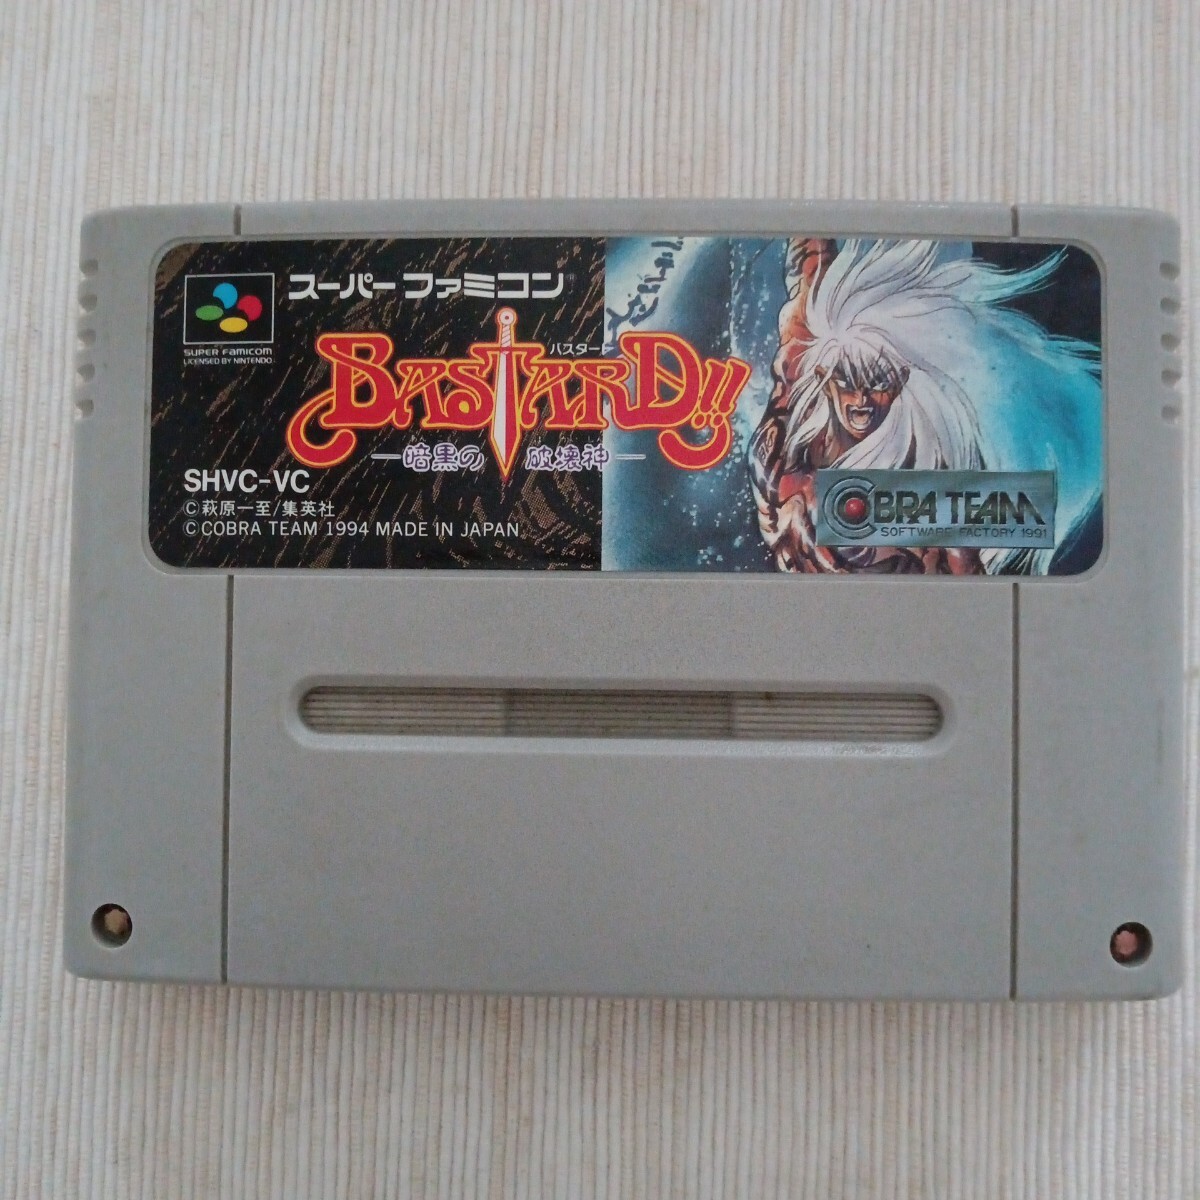 スーパーファミコン®
SUPER FAMICOM
LICENSED BY NINTENDO
バスタード
BASTARD!!
―暗黒の破壊神―
SHVC-VC
©萩原一至/集英社
©COBRA TEAM 1994 MADE IN JAPAN
COBRA TEAM
SOFTWARE FACTORY 1991